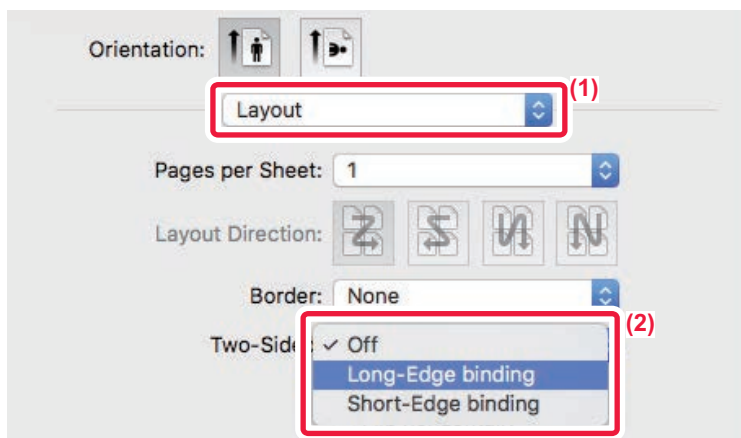 Orientation:
(1)
Layout
Pages per Sheet: 1
Layout Direction:
Border: None
(2)
Two-Side : ✓ Off
Long-Edge binding
Short-Edge binding